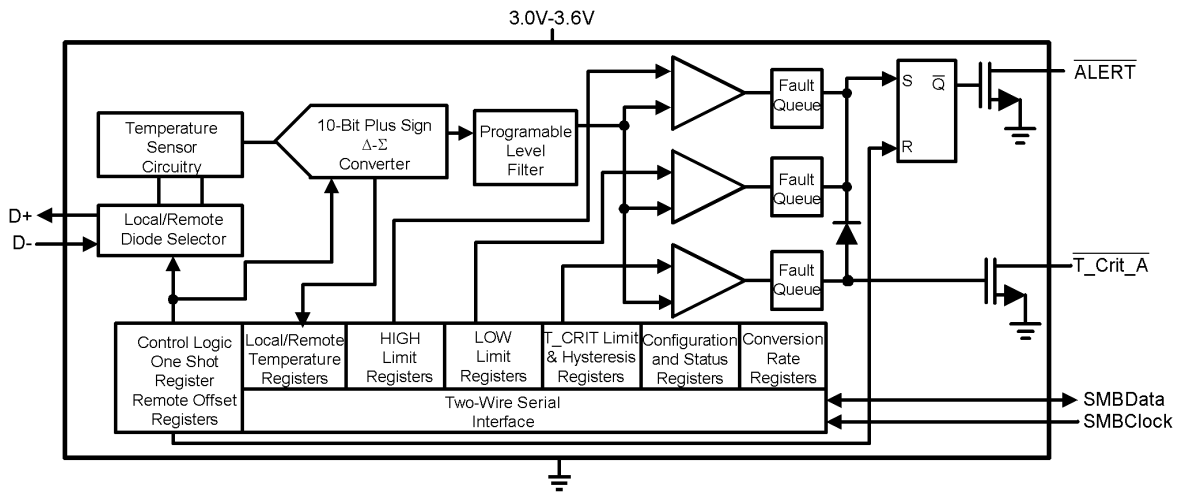 3.0V-3.6V
Temperature
Sensor
Circuitry
10-Bit Plus Sign
Δ-Σ
Converter
Programable
Level
Filter
Fault
Queue
S
Q
R
ALERT
Fault
Queue
D+
D-
Local/Remote
Diode Selector
Fault
Queue
T_Crit_A
Control Logic
One Shot
Register
Remote Offset
Registers
Local/Remote
Temperature
Registers
HIGH
Limit
Registers
LOW
Limit
Registers
T_CRIT Limit
& Hysteresis
Registers
Configuration
and Status
Registers
Conversion
Rate
Registers
Two-Wire Serial
Interface
SMBData
SMBClock